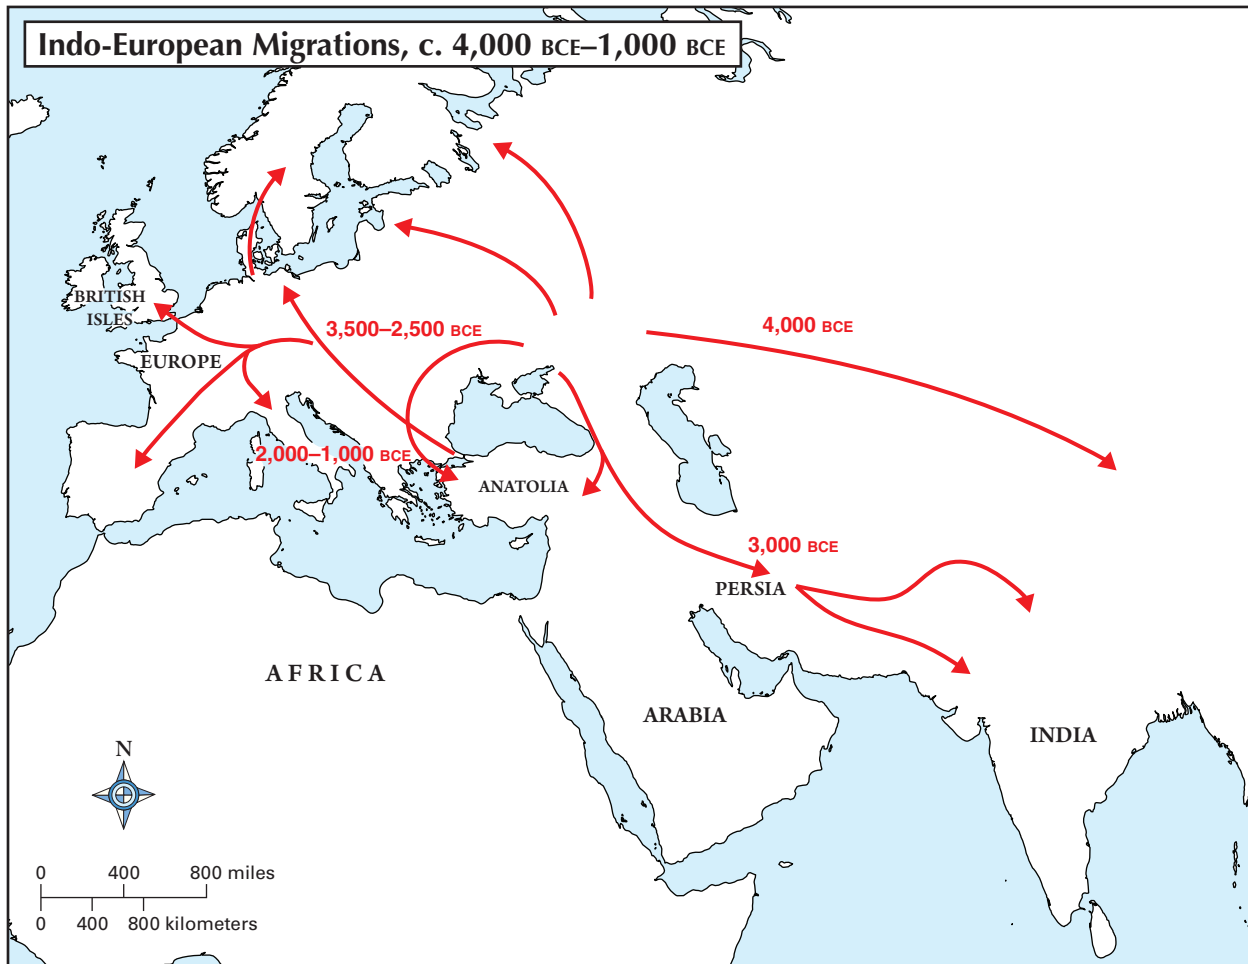 Indo-European Migrations, c. 4,000 BCE–1,000 BCE
BRITISH
ISLES
3,500–2,500 BCE
4,000 BCE
EUROPE
2,000–1,000 BCE
ANATOLIA
3,000 BCE
PERSIA
AFRICA
ARABIA
INDIA
N
0 400 800 miles
0 400 800 kilometers